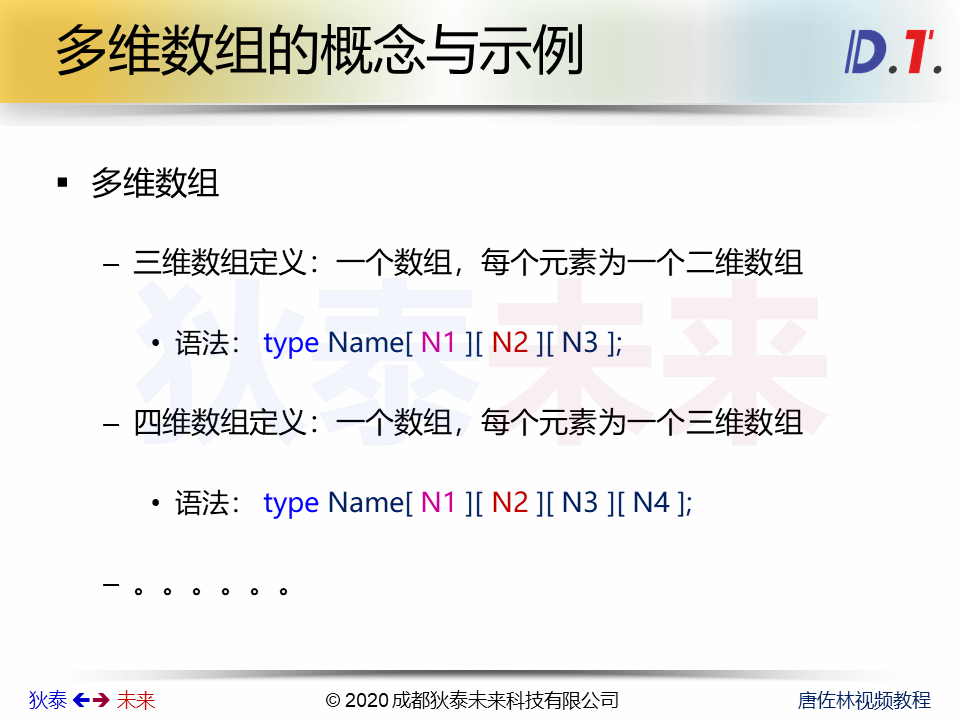 多维数组的概念与示例
D.T.
▪ 多维数组
– 三维数组定义：一个数组，每个元素为一个二维数组
狄泰未来
• 语法： type Name[ N1 ][ N2 ][ N3 ];
– 四维数组定义：一个数组，每个元素为一个三维数组
• 语法： type Name[ N1 ][ N2 ][ N3 ][ N4 ];
– 。。。。。。
狄泰 🡸🡺 未来
© 2020 成都狄泰未来科技有限公司
唐佐林视频教程